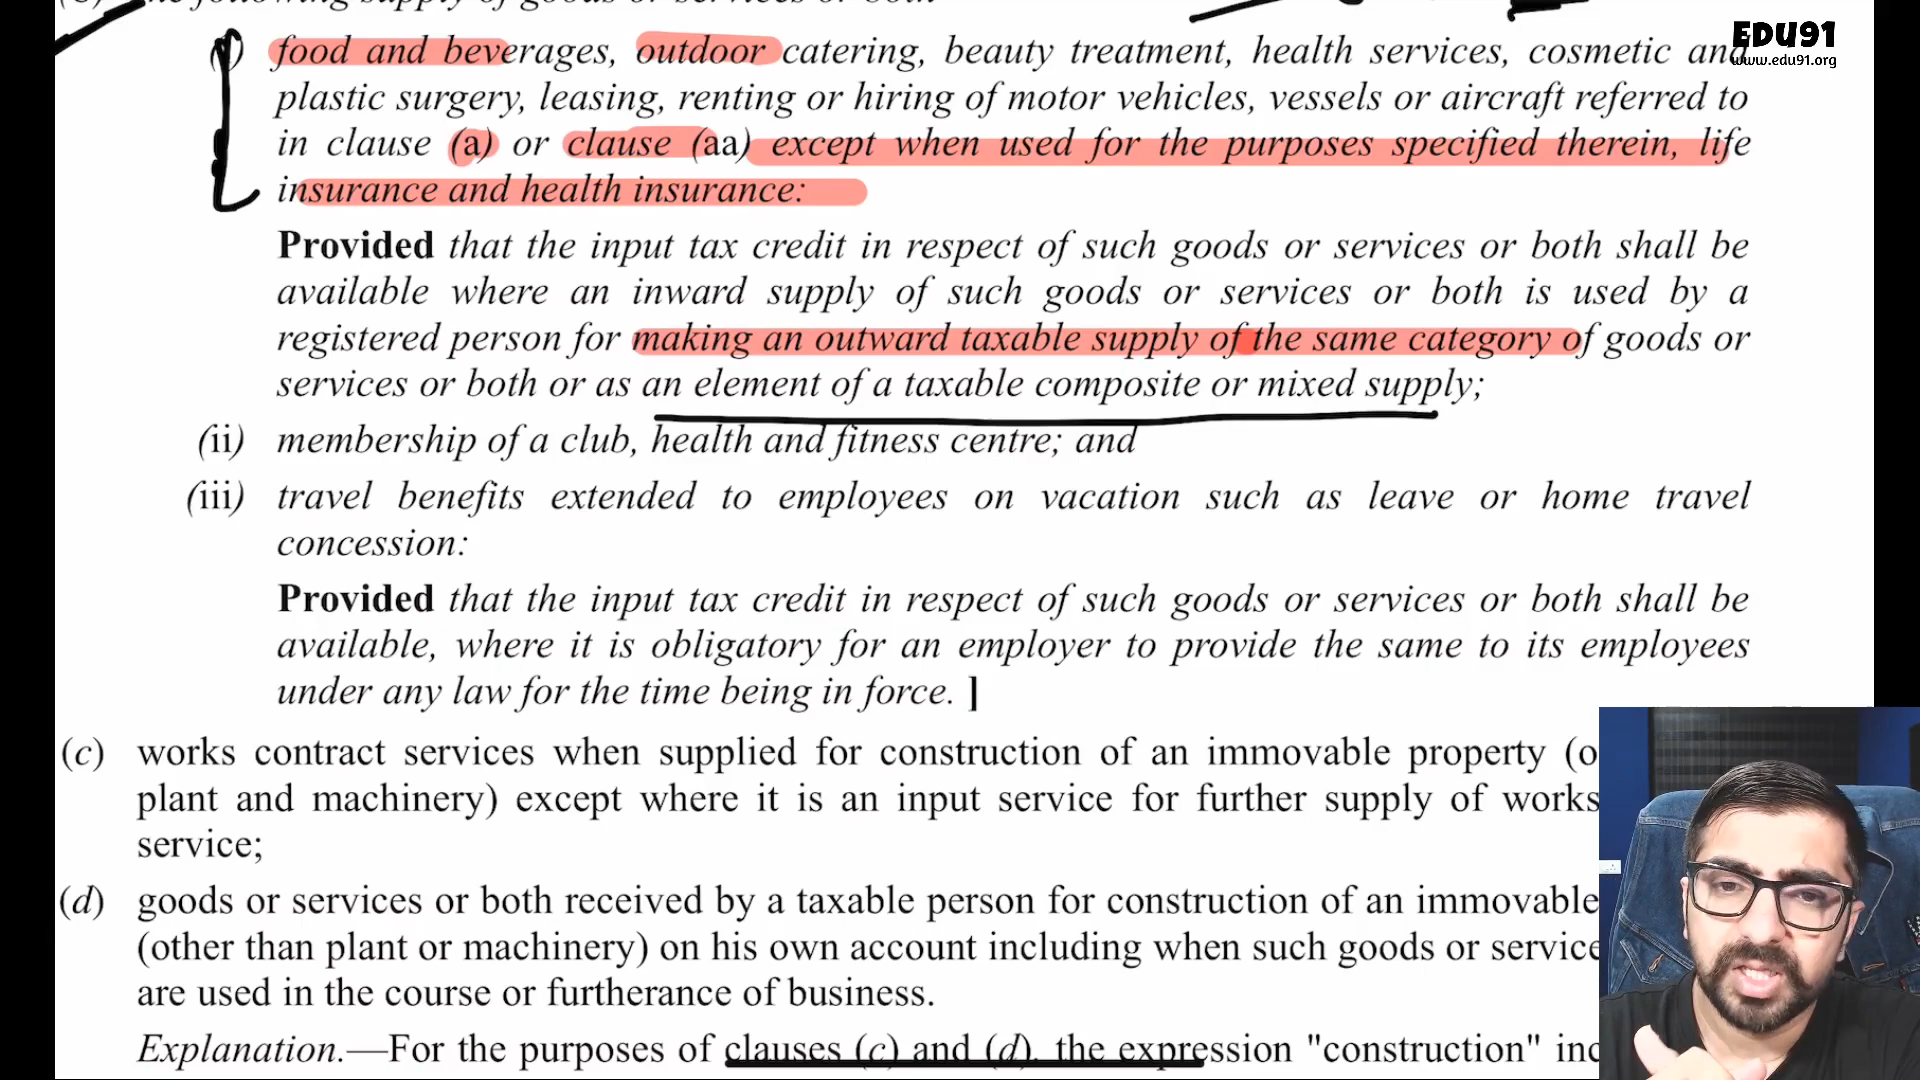 the following supply of goods or services or both
EDU91
www.edu91.org
food and beverages, outdoor catering, beauty treatment, health services, cosmetic and
plastic surgery, leasing, renting or hiring of motor vehicles, vessels or aircraft referred to
in clause (a) or clause (aa) except when used for the purposes specified therein, life
insurance and health insurance:
Provided that the input tax credit in respect of such goods or services or both shall be
available where an inward supply of such goods or services or both is used by a
registered person for making an outward taxable supply of the same category of goods or
services or both or as an element of a taxable composite or mixed supply;
(ii) membership of a club, health and fitness centre; and
(iii) travel benefits extended to employees on vacation such as leave or home travel
concession:
Provided that the input tax credit in respect of such goods or services or both shall be
available, where it is obligatory for an employer to provide the same to its employees
under any law for the time being in force. ]
(c) works contract services when supplied for construction of an immovable property (o
plant and machinery) except where it is an input service for further supply of works
service;
(d) goods or services or both received by a taxable person for construction of an immovable
(other than plant or machinery) on his own account including when such goods or service
are used in the course or furtherance of business.
Explanation.—For the purposes of clauses (c) and (d), the expression "construction" inc